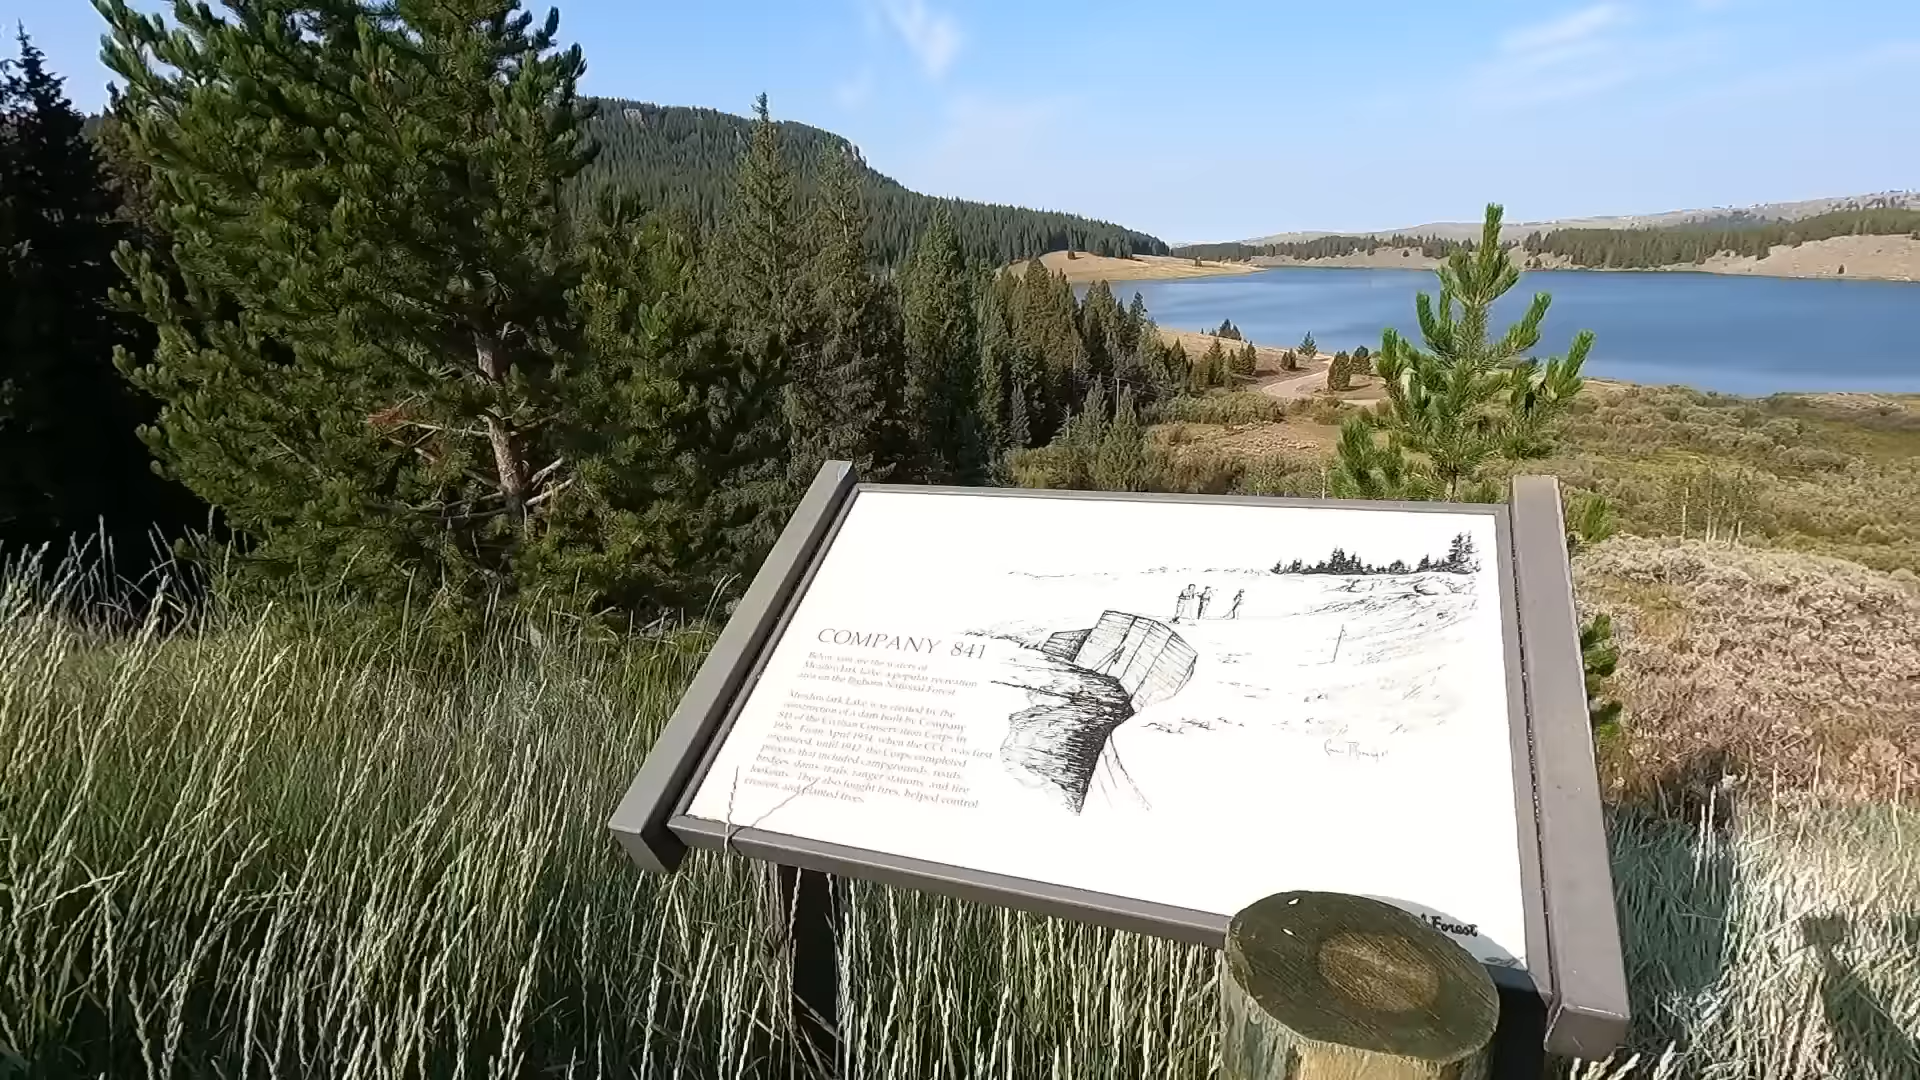 COMPANY 841
Below you are the waters of
Meadowlark Lake, a popular recreation
area on the Bighorn National Forest.
Meadowlark Lake was created by the
construction of a dam built by Company
841 of the Civilian Conservation Corps in
1936. From April 1934, when the CCC was first
organized, until 1942, the Corps completed
projects that included campgrounds, roads,
bridges, dams, trails, ranger stations, and fire
lookouts. They also fought fires, helped control
erosion, and planted trees.
Forest